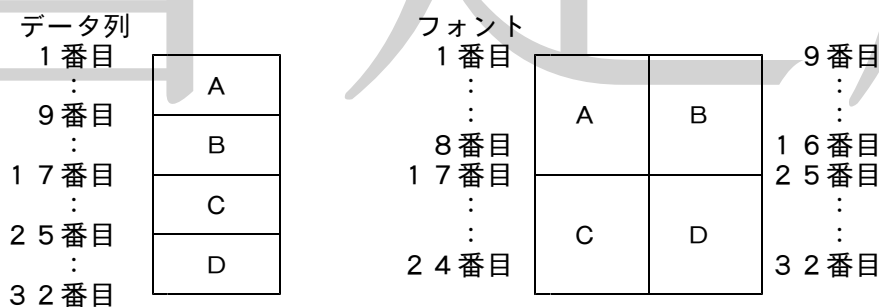 データ列
1番目
：
9番目
：
17番目
：
25番目
：
32番目
A
B
C
D
フォント
1番目
：
：
8番目
17番目
：
：
24番目
A B
C D
9番目
：
：
16番目
25番目
：
：
32番目